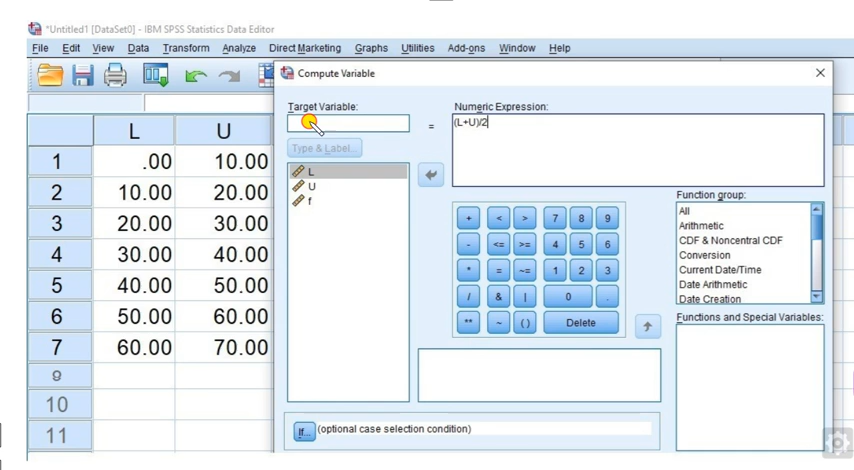 *Untitled1 [DataSet0] - IBM SPSS Statistics Data Editor
File Edit View Data Transform Analyze Direct Marketing Graphs Utilities Add-ons Window Help
Compute Variable
Target Variable:
Numeric Expression:
=
(L+U)/2
Type & Label...
L U
1 .00 10.00
2 10.00 20.00
3 20.00 30.00
4 30.00 40.00
5 40.00 50.00
6 50.00 60.00
7 60.00 70.00
9
10
11
L
U
f
+ < > 7 8 9
- <= >= 4 5 6
* = ~= 1 2 3
/ & | 0 .
** ~ ( ) Delete
Function group:
All
Arithmetic
CDF & Noncentral CDF
Conversion
Current Date/Time
Date Arithmetic
Date Creation
Functions and Special Variables:
If... (optional case selection condition)